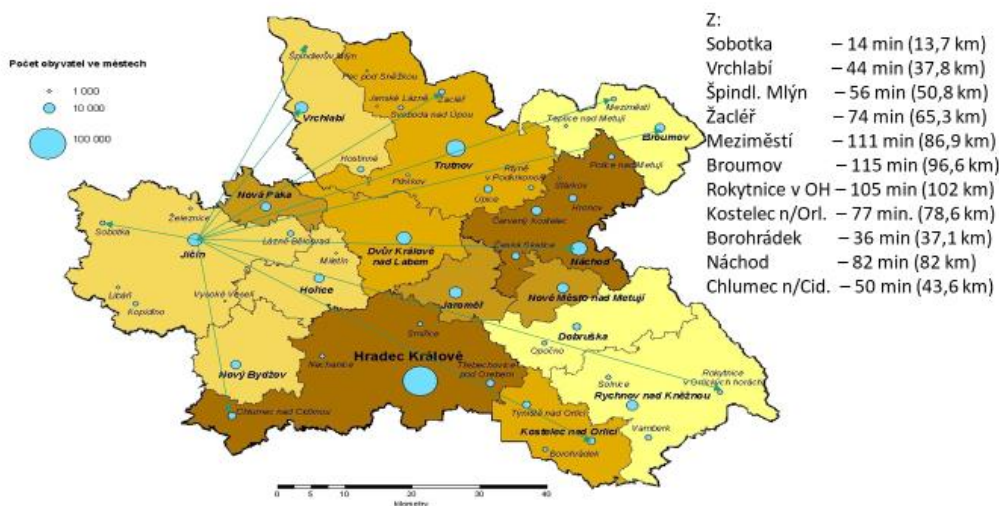 Počet obyvatel ve městech
1 000
10 000
100 000
Z:
Sobotka – 14 min (13,7 km)
Vrchlabí – 44 min (37,8 km)
Špindl. Mlýn – 56 min (50,8 km)
Žacléř – 74 min (65,3 km)
Meziměstí – 111 min (86,9 km)
Broumov – 115 min (96,6 km)
Rokytnice v OH – 105 min (102 km)
Kostelec n/Orl. – 77 min. (78,6 km)
Borohrádek – 36 min (37,1 km)
Náchod – 82 min (82 km)
Chlumec n/Cid. – 50 min (43,6 km)
Špindlerův Mlýn
Pec pod Sněžkou
Janské Lázně
Žacléř
Svoboda nad Úpou
Vrchlabí
Meziměstí
Teplice nad Metují
Broumov
Hostinné
Trutnov
Police nad Metují
Pilníkov
Rtyně
v Podkrkonoší
Stárkov
Úpice
Hronov
Nová Paka
Železnice
Sobotka
Jičín
Lázně Bělohrad
Červený Kostelec
Dvůr Králové
nad Labem
Česká Skalice
Náchod
Miletín
Hořice
Libáň
Kopidlno
Vysoké Veselí
Jaroměř
Nové Město nad Metují
Smiřice
Dobruška
Opočno
Hradec Králové
Nechanice
Nový Bydžov
Třebechovice
pod Orebem
Rokytnice
v Orlických horách
Solnice
Rychnov nad Kněžnou
Chlumec nad Cidlinou
Týniště nad Orlicí
Kostelec nad Orlicí
Vamberk
Borohrádek
0 5 10 20 30 40
kilometry